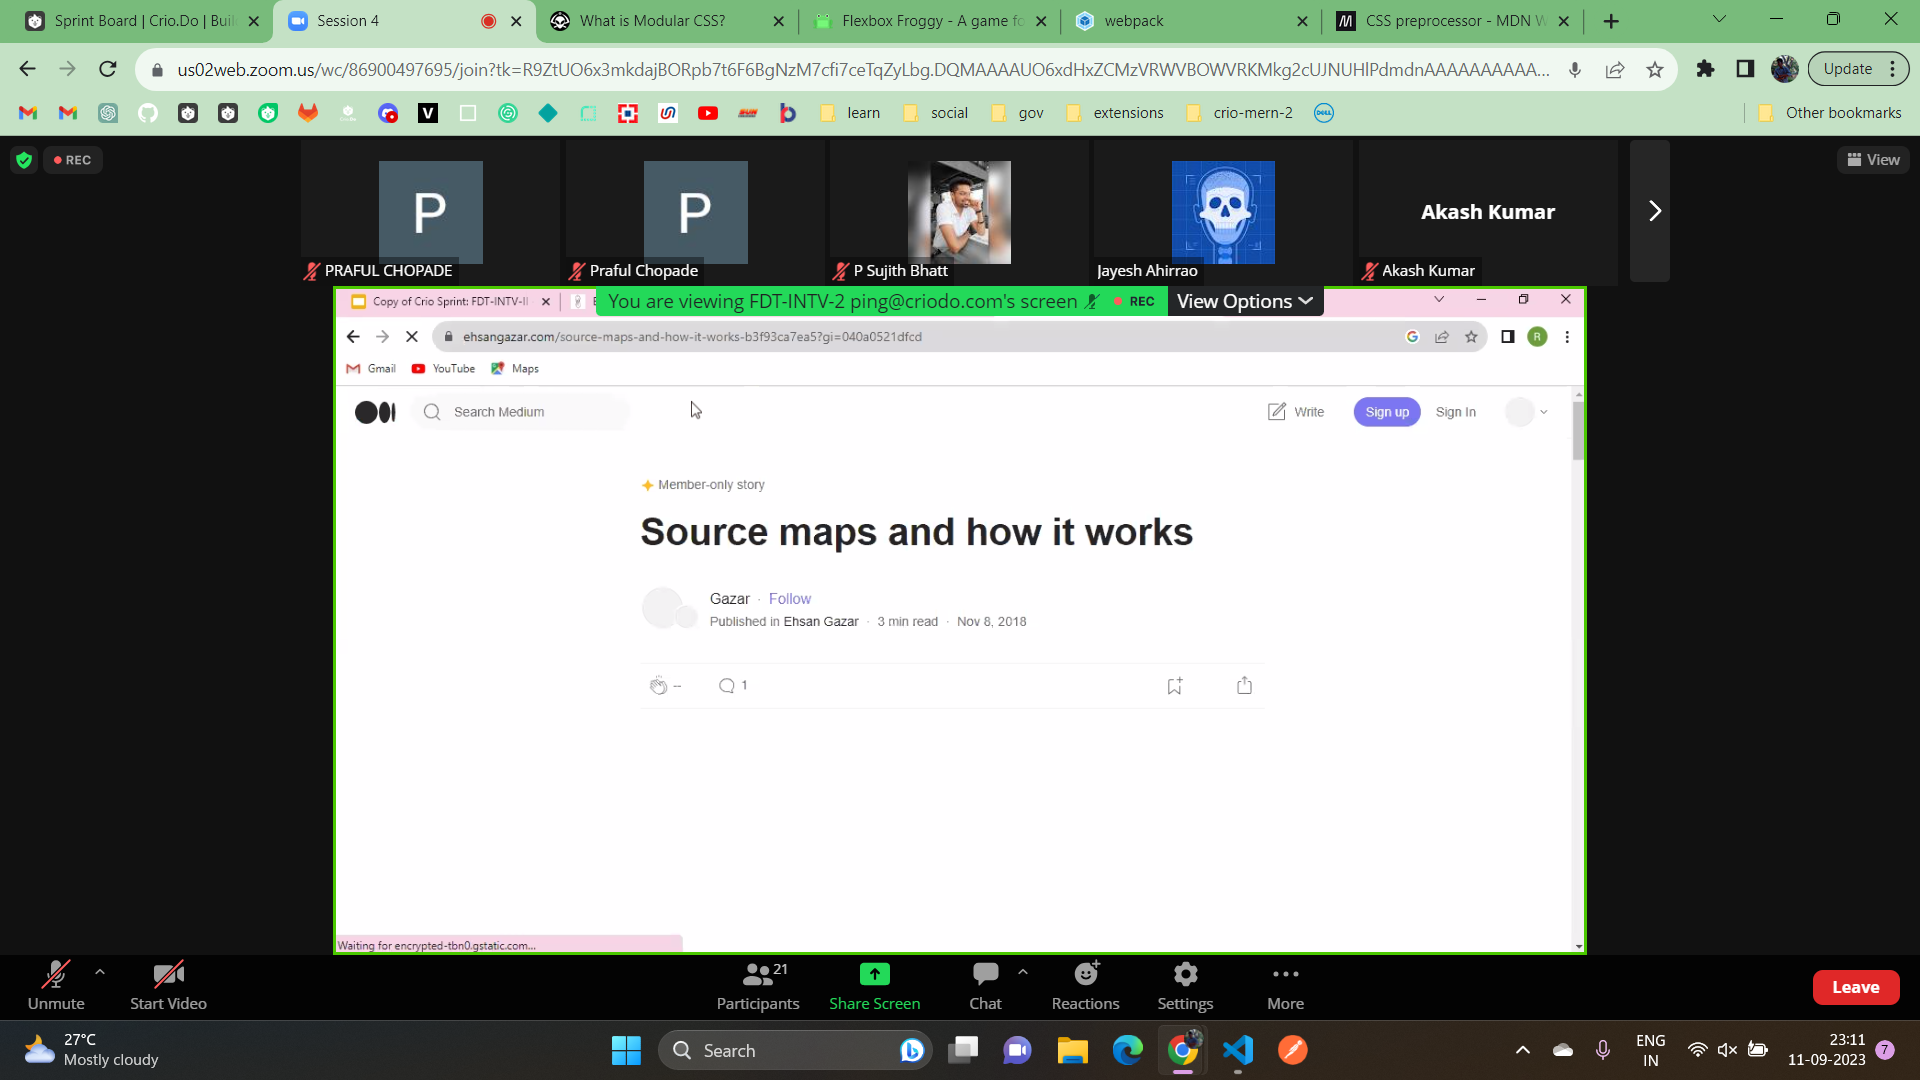 Sprint Board | Crio.Do | Buil
Session 4
What is Modular CSS?
Flexbox Froggy - A game fo
webpack
CSS preprocessor - MDN W
us02web.zoom.us/wc/86900497695/join?tk=R9ZtUO6x3mkdajBORpb7t6F6BgNzM7cfi7ceTqZyLbg.DQMAAAAUO6xdHxZCMzVRWVBOWVRKMkg2cUJNUHlPdmdnAAAAAAAAAA...
Update
learn
social
gov
extensions
crio-mern-2
Other bookmarks
REC
View
P
P
Akash Kumar
PRAFUL CHOPADE
Praful Chopade
P Sujith Bhatt
Jayesh Ahirrao
Akash Kumar
Copy of Crio Sprint: FDT-INTV-II
You are viewing FDT-INTV-2 ping@criodo.com's screen
REC
View Options
ehsangazar.com/source-maps-and-how-it-works-b3f93ca7ea5?gi=040a0521dfcd
R
Gmail
YouTube
Maps
Search Medium
Write
Sign up
Sign In
Member-only story
Source maps and how it works
Gazar · Follow
Published in Ehsan Gazar · 3 min read · Nov 8, 2018
--
1
Waiting for encrypted-tbn0.gstatic.com...
Unmute
Start Video
21
Participants
Share Screen
Chat
Reactions
Settings
More
Leave
27°C
Mostly cloudy
Search
ENG
IN
23:11
11-09-2023
7